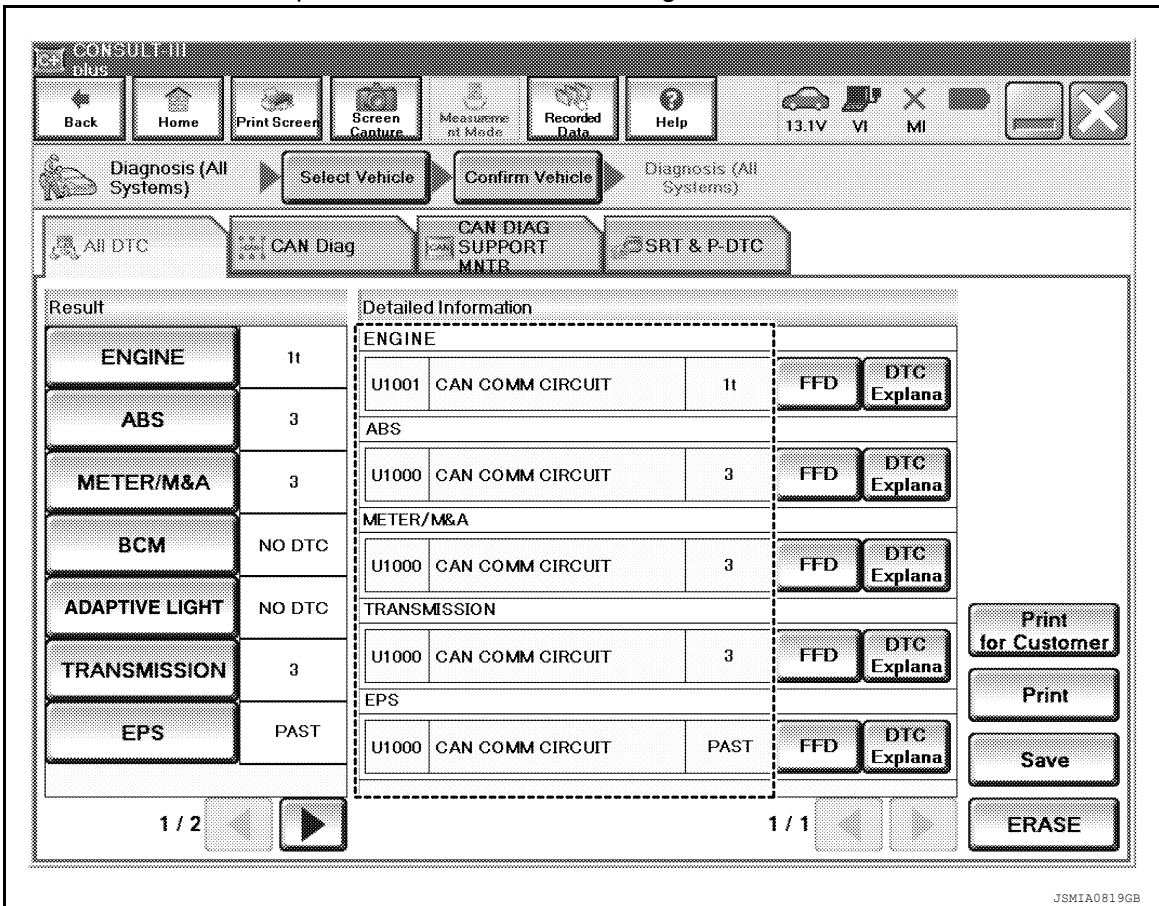 CONSULT-III
plus
Back
Home
Print Screen
Screen
Capture
Measureme
nt Mode
Recorded
Data
Help
13.1V
VI
MI
Diagnosis (All
Systems)
Select Vehicle
Confirm Vehicle
Diagnosis (All
Systems)
All DTC
CAN Diag
CAN DIAG
SUPPORT
MNTR
SRT & P-DTC
Result
Detailed Information
ENGINE 1t
ABS 3
METER/M&A 3
BCM NO DTC
ADAPTIVE LIGHT NO DTC
TRANSMISSION 3
EPS PAST
1 / 2
ENGINE
U1001 CAN COMM CIRCUIT 1t FFD DTC
Explana
ABS
U1000 CAN COMM CIRCUIT 3 FFD DTC
Explana
METER/M&A
U1000 CAN COMM CIRCUIT 3 FFD DTC
Explana
TRANSMISSION
U1000 CAN COMM CIRCUIT 3 FFD DTC
Explana
EPS
U1000 CAN COMM CIRCUIT PAST FFD DTC
Explana
1 / 1
Print
for Customer
Print
Save
ERASE
JSMIA0819GB